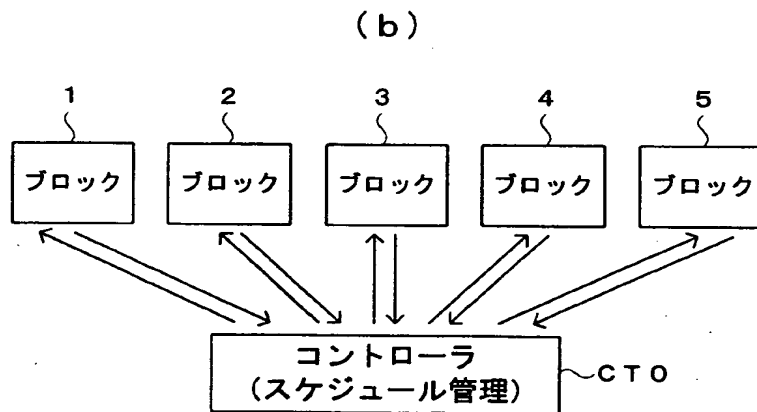 (b)
1 2 3 4 5
ブロック ブロック ブロック ブロック ブロック
コントローラ
(スケジュール管理) CT0